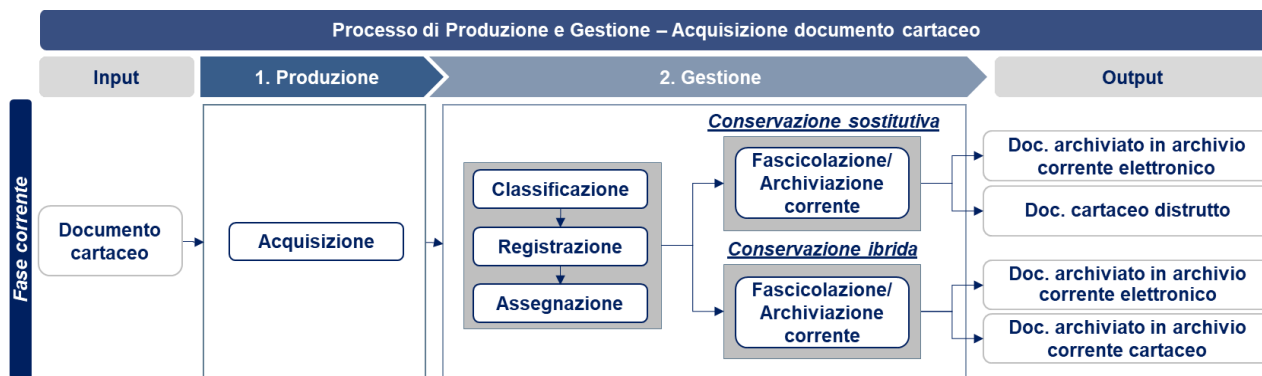 Processo di Produzione e Gestione – Acquisizione documento cartaceo
Input
1. Produzione
2. Gestione
Output
Fase corrente
Documento
cartaceo
Acquisizione
Classificazione
Registrazione
Assegnazione
Conservazione sostitutiva
Fascicolazione/
Archiviazione
corrente
Conservazione ibrida
Fascicolazione/
Archiviazione
corrente
Doc. archiviato in archivio
corrente elettronico
Doc. cartaceo distrutto
Doc. archiviato in archivio
corrente elettronico
Doc. archiviato in archivio
corrente cartaceo